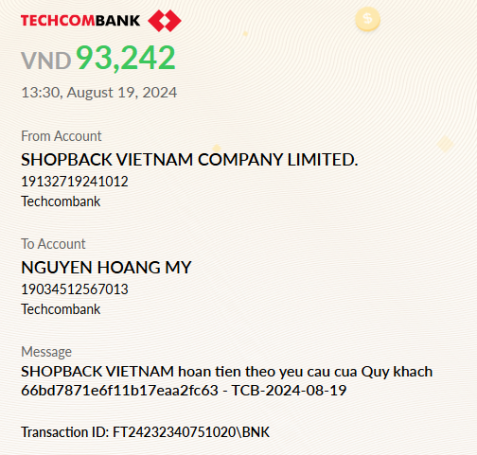 TECHCOMBANK
VND 93,242
13:30, August 19, 2024
From Account
SHOPBACK VIETNAM COMPANY LIMITED.
19132719241012
Techcombank
To Account
NGUYEN HOANG MY
19034512567013
Techcombank
Message
SHOPBACK VIETNAM hoan tien theo yeu cau cua Quy khach
66bd7871e6f11b17eaa2fc63 - TCB-2024-08-19
Transaction ID: FT24232340751020\BNK